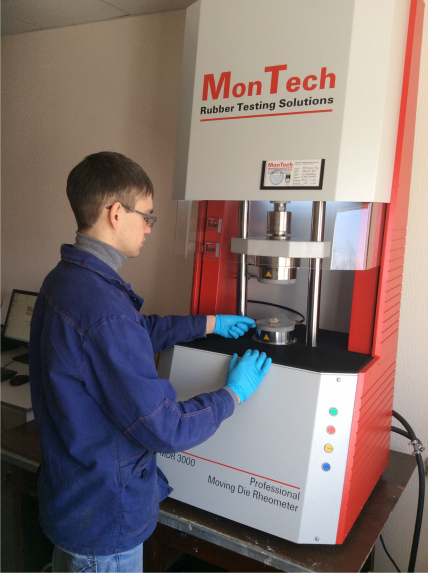 MonTech
Rubber Testing Solutions
MonTech
MDR 3000
Professional
Moving Die Rheometer